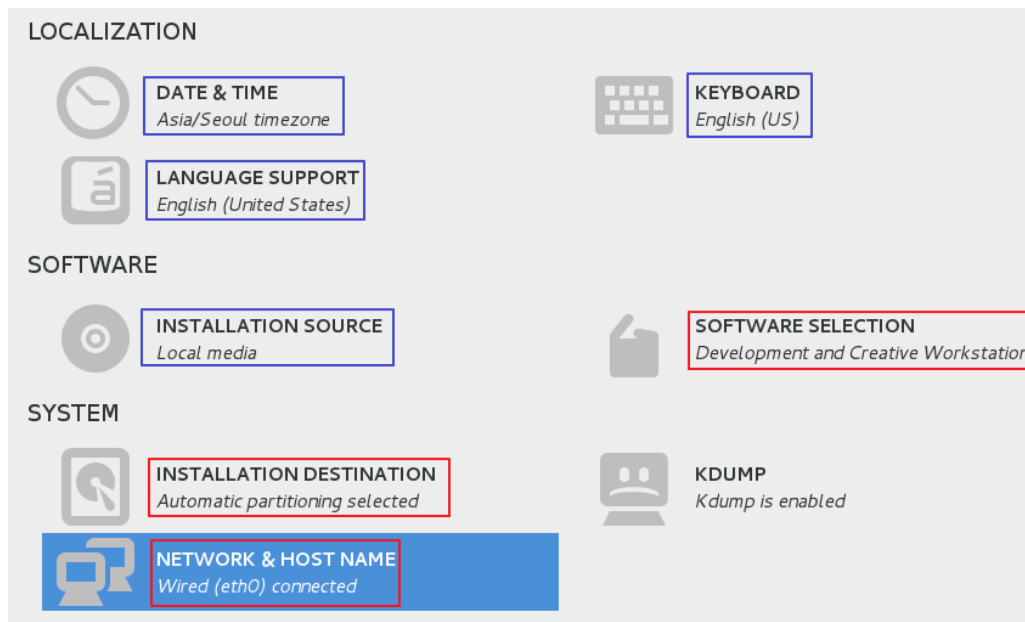 LOCALIZATION
DATE & TIME
Asia/Seoul timezone
KEYBOARD
English (US)
á
LANGUAGE SUPPORT
English (United States)
SOFTWARE
INSTALLATION SOURCE
Local media
SOFTWARE SELECTION
Development and Creative Workstation
SYSTEM
INSTALLATION DESTINATION
Automatic partitioning selected
KDUMP
Kdump is enabled
NETWORK & HOST NAME
Wired (eth0) connected